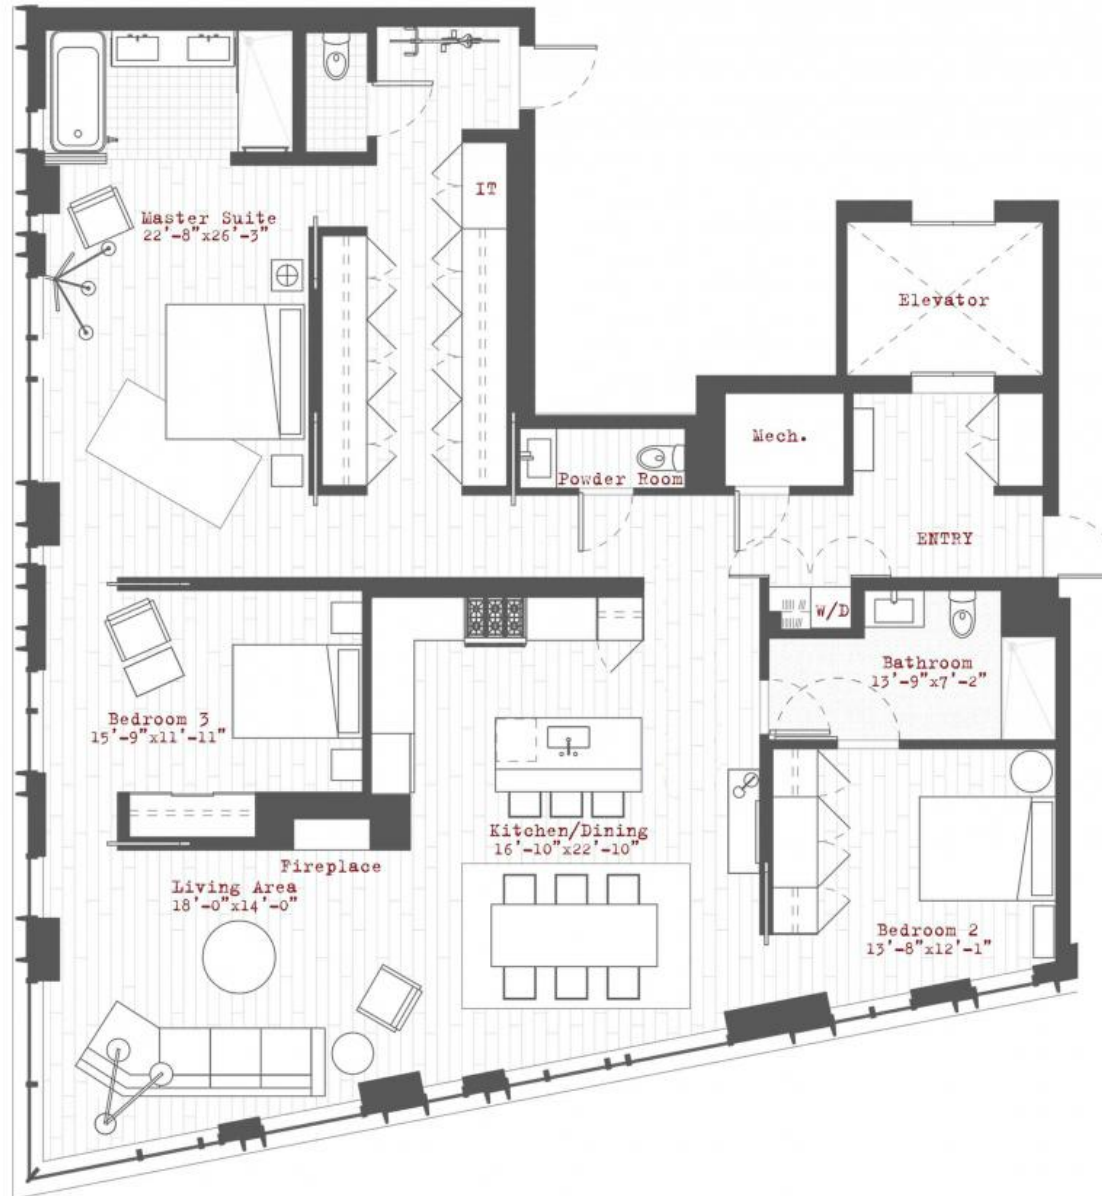 IT
Master Suite
22'-8"x26'-3"
Elevator
Mech.
Powder Room
ENTRY
W/D
Bathroom
13'-9"x7'-2"
Bedroom 3
15'-9"x11'-11"
Kitchen/Dining
16'-10"x22'-10"
Fireplace
Living Area
18'-0"x14'-0"
Bedroom 2
13'-8"x12'-1"